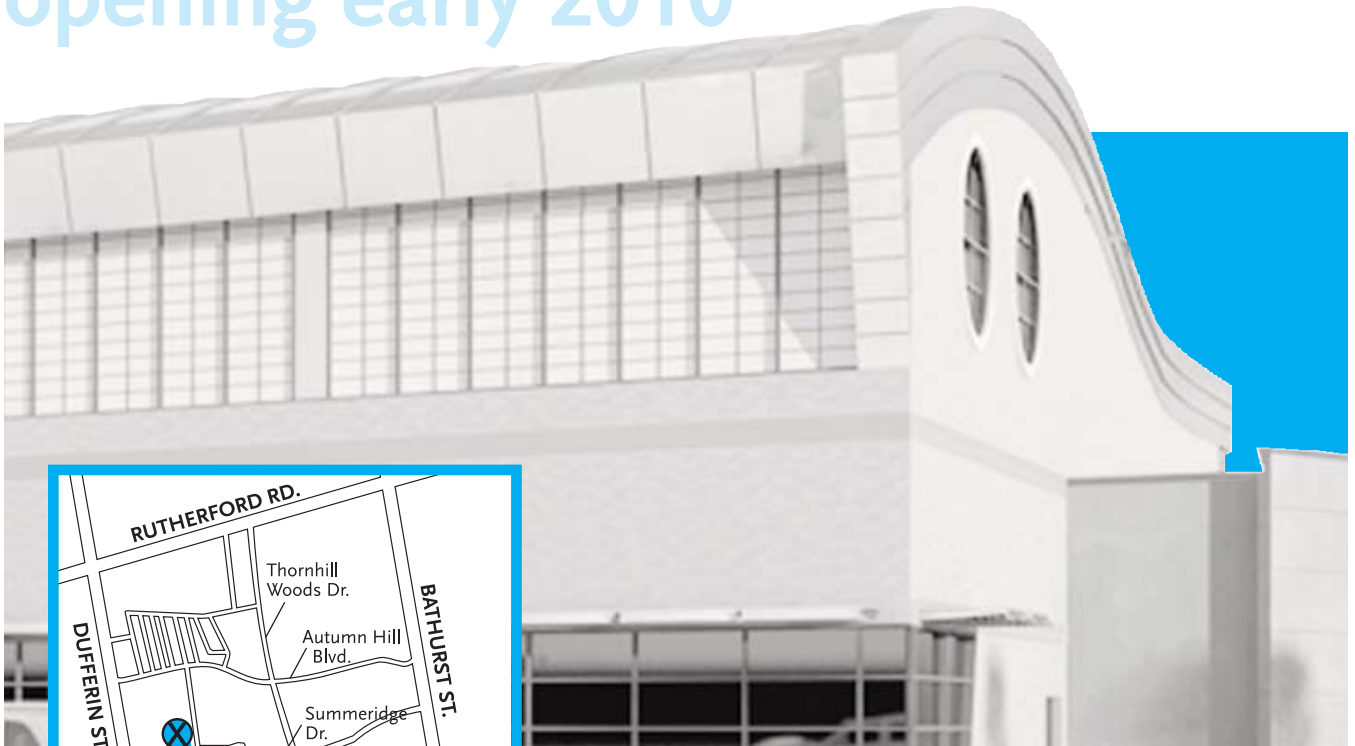 opening early 2010
RUTHERFORD RD.
Thornhill
Woods Dr.
BATHURST ST.
DUFFERIN ST
Autumn Hill
Blvd.
Summeridge
Dr.
X